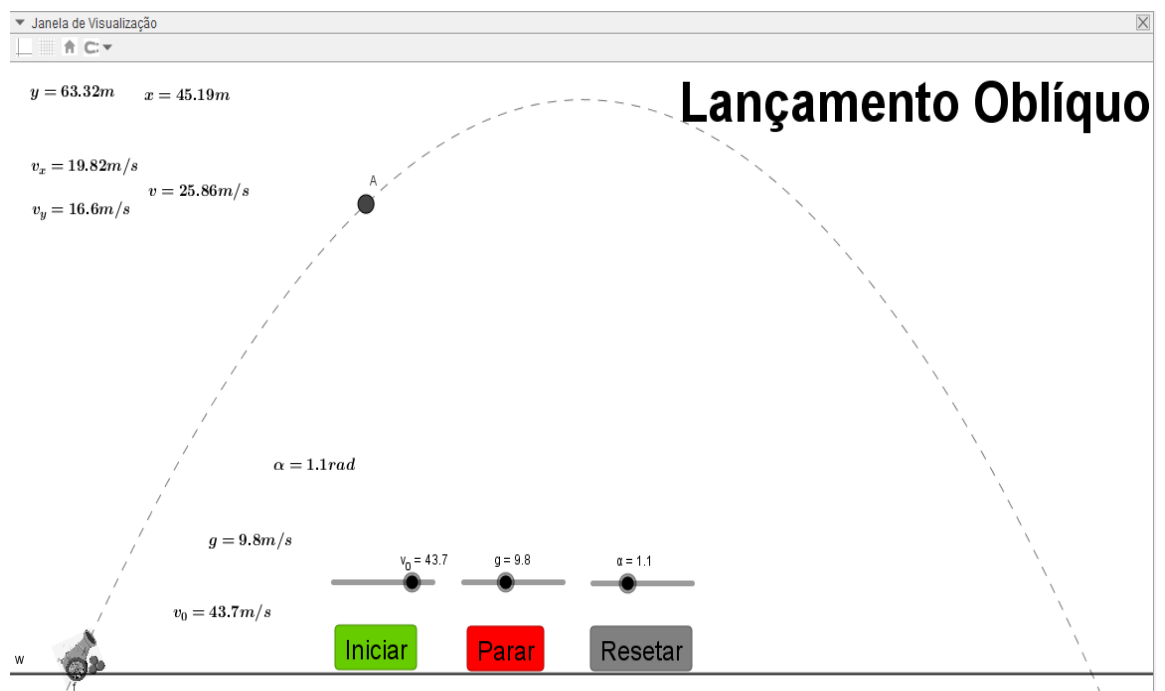 Janela de Visualização
y = 63.32m
x = 45.19m
Lançamento Oblíquo
v_x = 19.82m/s
v = 25.86m/s
v_y = 16.6m/s
A
α = 1.1rad
g = 9.8m/s
v_0 = 43.7
g = 9.8
α = 1.1
v_0 = 43.7m/s
Iniciar
Parar
Resetar
w
f